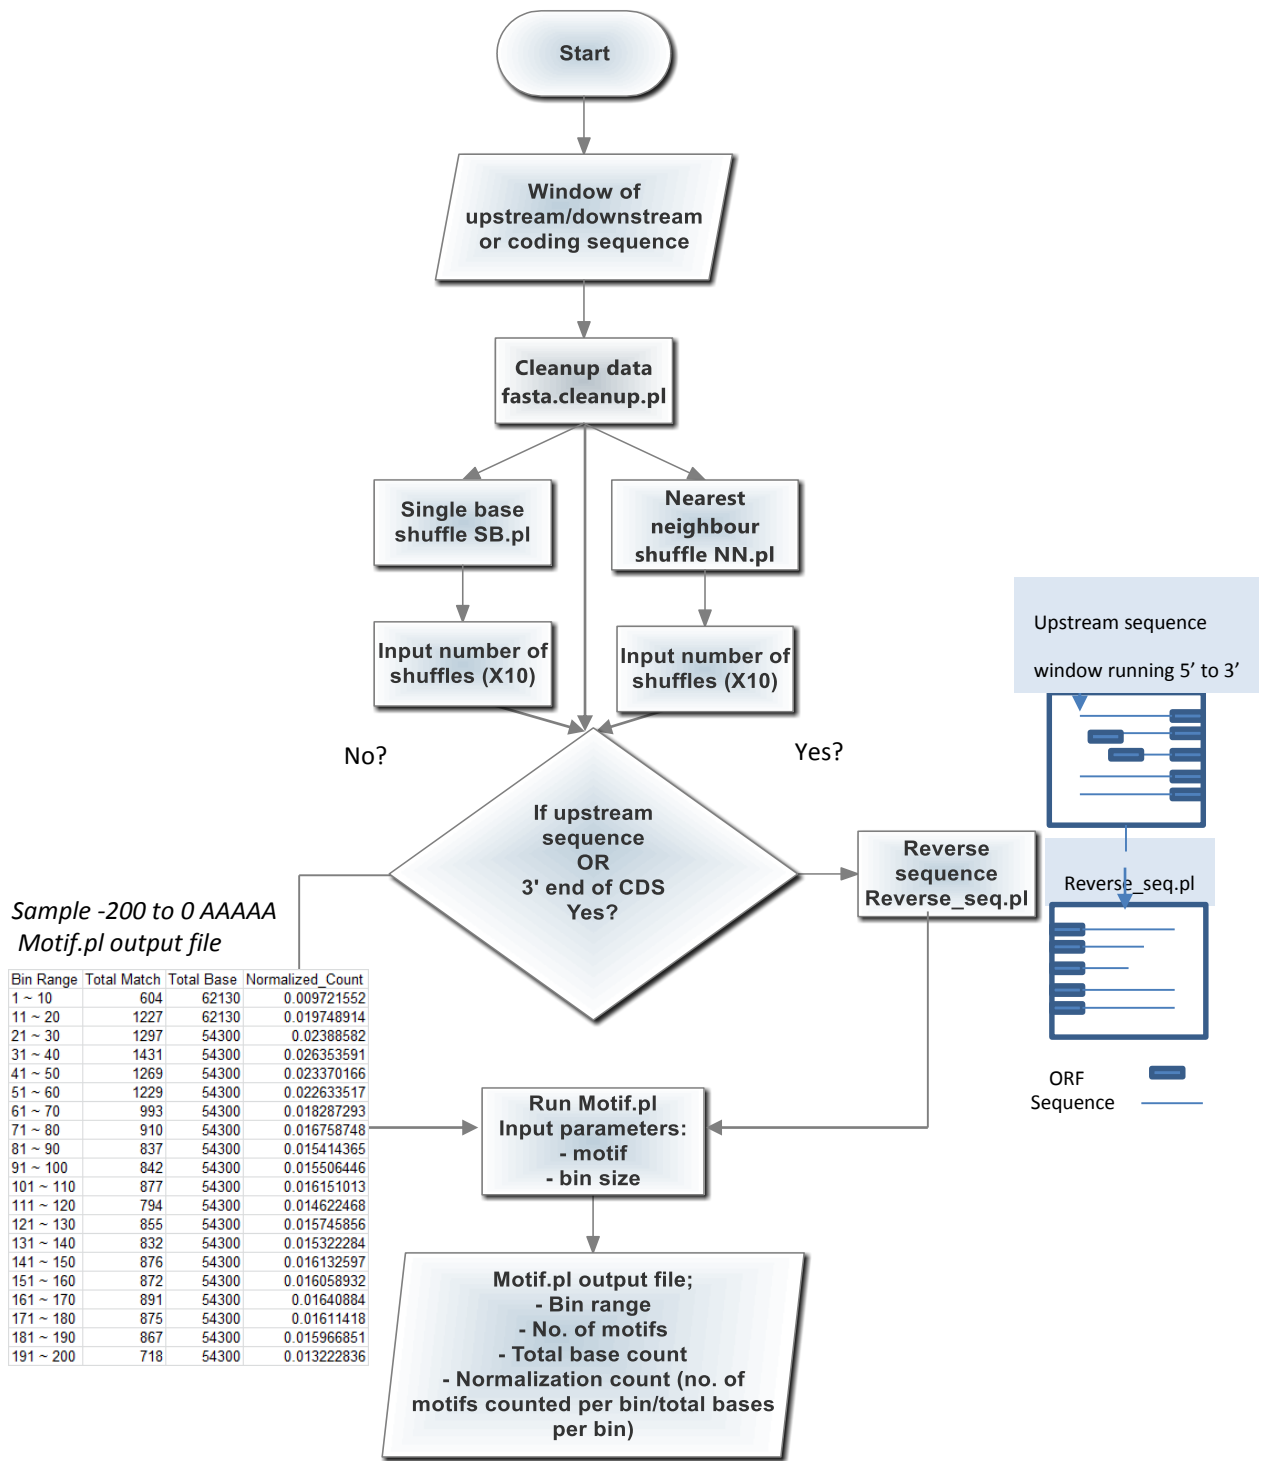 Start
Window of
upstream/downstream
or coding sequence
Cleanup data
fasta.cleanup.pl
Single base
shuffle SB.pl
Nearest
neighbour
shuffle NN.pl
Input number of
shuffles (X10)
Input number of
shuffles (X10)
No?
Yes?
If upstream
sequence
OR
3' end of CDS
Yes?
Reverse
sequence
Reverse_seq.pl
Upstream sequence
window running 5’ to 3’
Reverse_seq.pl
ORF
Sequence
Sample -200 to 0 AAAAA
Motif.pl output file
Bin Range Total Match Total Base Normalized_Count
1 ~ 10 604 62130 0.009721552
11 ~ 20 1227 62130 0.019748914
21 ~ 30 1297 54300 0.02388582
31 ~ 40 1431 54300 0.026353591
41 ~ 50 1269 54300 0.023370166
51 ~ 60 1229 54300 0.022633517
61 ~ 70 993 54300 0.018287293
71 ~ 80 910 54300 0.016758748
81 ~ 90 837 54300 0.015414365
91 ~ 100 842 54300 0.015506446
101 ~ 110 877 54300 0.016151013
111 ~ 120 794 54300 0.014622468
121 ~ 130 855 54300 0.015745856
131 ~ 140 832 54300 0.015322284
141 ~ 150 876 54300 0.016132597
151 ~ 160 872 54300 0.016058932
161 ~ 170 891 54300 0.01640884
171 ~ 180 875 54300 0.01611418
181 ~ 190 867 54300 0.015966851
191 ~ 200 718 54300 0.013222836
Run Motif.pl
Input parameters:
- motif
- bin size
Motif.pl output file;
- Bin range
- No. of motifs
- Total base count
- Normalization count (no. of
motifs counted per bin/total bases
per bin)